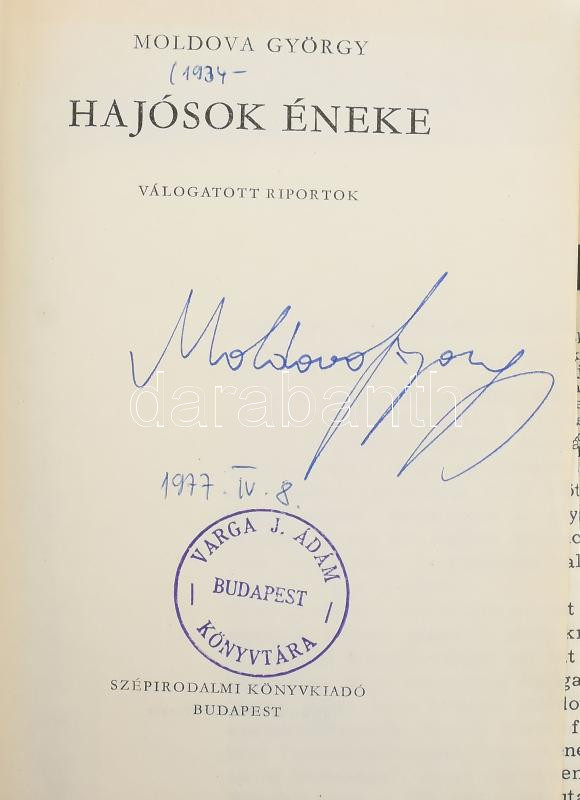 MOLDOVA GYÖRGY
(1934–
HAJÓSOK ÉNEKE
VÁLOGATOTT RIPORTOK
Moldova György
darabanth
1977. IV. 8.
VARGA J. ÁDÁM
BUDAPEST
KÖNYVTÁRA
SZÉPIRODALMI KÖNYVKIADÓ
BUDAPEST